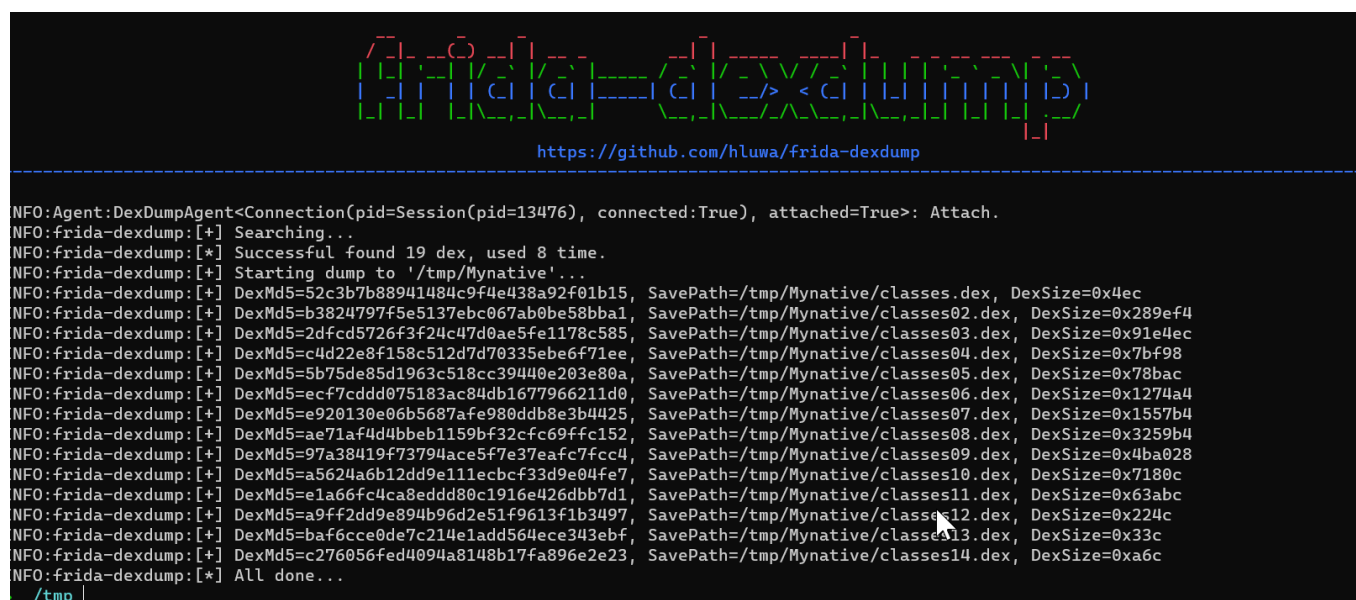 frida-dexdump
https://github.com/hluwa/frida-dexdump
NFO:Agent:DexDumpAgent<Connection(pid=Session(pid=13476), connected:True), attached=True>: Attach.
NFO:frida-dexdump:[+] Searching...
NFO:frida-dexdump:[*] Successful found 19 dex, used 8 time.
NFO:frida-dexdump:[+] Starting dump to '/tmp/Mynative'...
NFO:frida-dexdump:[+] DexMd5=52c3b7b88941484c9f4e438a92f01b15, SavePath=/tmp/Mynative/classes.dex, DexSize=0x4ec
NFO:frida-dexdump:[+] DexMd5=b3824797f5e5137ebc067ab0be58bba1, SavePath=/tmp/Mynative/classes02.dex, DexSize=0x289ef4
NFO:frida-dexdump:[+] DexMd5=2dfcd5726f3f24c47d0ae5fe1178c585, SavePath=/tmp/Mynative/classes03.dex, DexSize=0x91e4ec
NFO:frida-dexdump:[+] DexMd5=c4d22e8f158c512d7d70335ebe6f71ee, SavePath=/tmp/Mynative/classes04.dex, DexSize=0x7bf98
NFO:frida-dexdump:[+] DexMd5=5b75de85d1963c518cc39440e203e80a, SavePath=/tmp/Mynative/classes05.dex, DexSize=0x78bac
NFO:frida-dexdump:[+] DexMd5=ecf7cddd075183ac84db1677966211d0, SavePath=/tmp/Mynative/classes06.dex, DexSize=0x1274a4
NFO:frida-dexdump:[+] DexMd5=e920130e06b5687afe980ddb8e3b4425, SavePath=/tmp/Mynative/classes07.dex, DexSize=0x1557b4
NFO:frida-dexdump:[+] DexMd5=ae71af4d4bbeb1159bf32cfc69ffc152, SavePath=/tmp/Mynative/classes08.dex, DexSize=0x3259b4
NFO:frida-dexdump:[+] DexMd5=97a38419f73794ace5f7e37eafc7fcc4, SavePath=/tmp/Mynative/classes09.dex, DexSize=0x4ba028
NFO:frida-dexdump:[+] DexMd5=a5624a6b12dd9e111ecbcf33d9e04fe7, SavePath=/tmp/Mynative/classes10.dex, DexSize=0x7180c
NFO:frida-dexdump:[+] DexMd5=e1a66fc4ca8eddd80c1916e426dbb7d1, SavePath=/tmp/Mynative/classes11.dex, DexSize=0x63abc
NFO:frida-dexdump:[+] DexMd5=a9ff2dd9e894b96d2e51f9613f1b3497, SavePath=/tmp/Mynative/classes12.dex, DexSize=0x224c
NFO:frida-dexdump:[+] DexMd5=baf6cce0de7c214e1add564ece343ebf, SavePath=/tmp/Mynative/classes13.dex, DexSize=0x33c
NFO:frida-dexdump:[+] DexMd5=c276056fed4094a8148b17fa896e2e23, SavePath=/tmp/Mynative/classes14.dex, DexSize=0xa6c
NFO:frida-dexdump:[*] All done...
/tmp